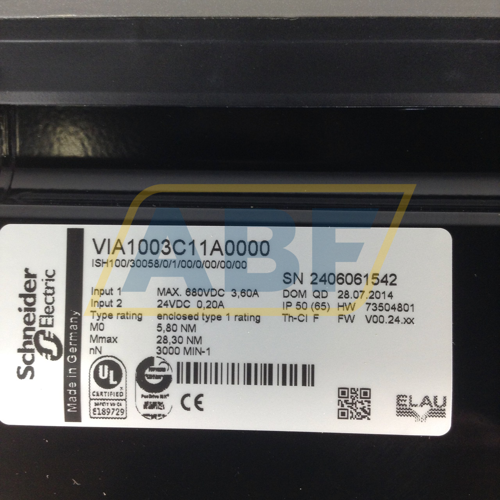 ABF
VIA1003C11A0000
ISH100/30058/0/1/00/0/00/00/00
SN 2406061542
Input 1 MAX. 680VDC 3,60A DOM QD 28.07.2014
Input 2 24VDC 0,20A IP 50 (65) HW 73504801
Type rating enclosed type 1 rating Th-Cl F FW V00.24.xx
M0 5,80 NM
Mmax 28,30 NM
nN 3000 MIN-1
Schneider
Electric
Made in Germany
UL
LISTED
E189729
CE
ELAU